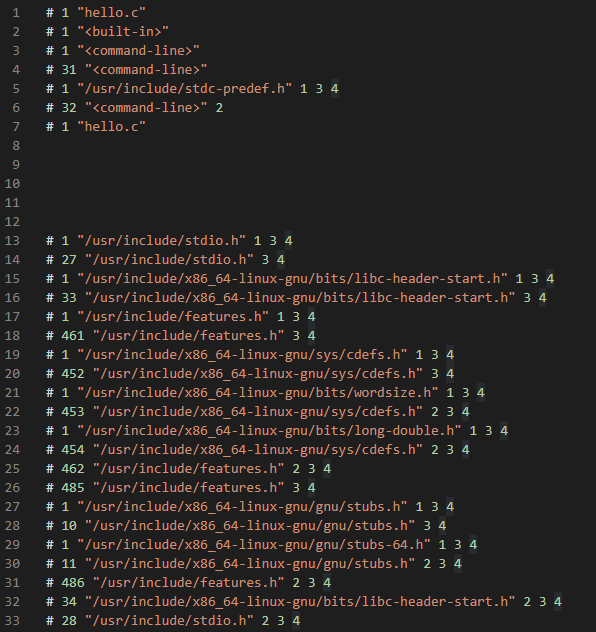 1 # 1 "hello.c"
2 # 1 "<built-in>"
3 # 1 "<command-line>"
4 # 31 "<command-line>"
5 # 1 "/usr/include/stdc-predef.h" 1 3 4
6 # 32 "<command-line>" 2
7 # 1 "hello.c"
8
9
10
11
12
13 # 1 "/usr/include/stdio.h" 1 3 4
14 # 27 "/usr/include/stdio.h" 3 4
15 # 1 "/usr/include/x86_64-linux-gnu/bits/libc-header-start.h" 1 3 4
16 # 33 "/usr/include/x86_64-linux-gnu/bits/libc-header-start.h" 3 4
17 # 1 "/usr/include/features.h" 1 3 4
18 # 461 "/usr/include/features.h" 3 4
19 # 1 "/usr/include/x86_64-linux-gnu/sys/cdefs.h" 1 3 4
20 # 452 "/usr/include/x86_64-linux-gnu/sys/cdefs.h" 3 4
21 # 1 "/usr/include/x86_64-linux-gnu/bits/wordsize.h" 1 3 4
22 # 453 "/usr/include/x86_64-linux-gnu/sys/cdefs.h" 2 3 4
23 # 1 "/usr/include/x86_64-linux-gnu/bits/long-double.h" 1 3 4
24 # 454 "/usr/include/x86_64-linux-gnu/sys/cdefs.h" 2 3 4
25 # 462 "/usr/include/features.h" 2 3 4
26 # 485 "/usr/include/features.h" 3 4
27 # 1 "/usr/include/x86_64-linux-gnu/gnu/stubs.h" 1 3 4
28 # 10 "/usr/include/x86_64-linux-gnu/gnu/stubs.h" 3 4
29 # 1 "/usr/include/x86_64-linux-gnu/gnu/stubs-64.h" 1 3 4
30 # 11 "/usr/include/x86_64-linux-gnu/gnu/stubs.h" 2 3 4
31 # 486 "/usr/include/features.h" 2 3 4
32 # 34 "/usr/include/x86_64-linux-gnu/bits/libc-header-start.h" 2 3 4
33 # 28 "/usr/include/stdio.h" 2 3 4